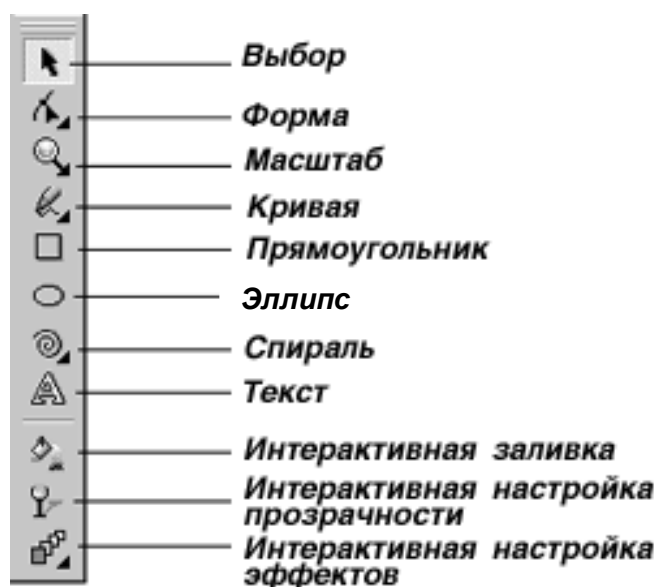 Выбор
Форма
Масштаб
Кривая
Прямоугольник
Эллипс
Спираль
Текст
Интерактивная заливка
Интерактивная настройка
прозрачности
Интерактивная настройка
эффектов